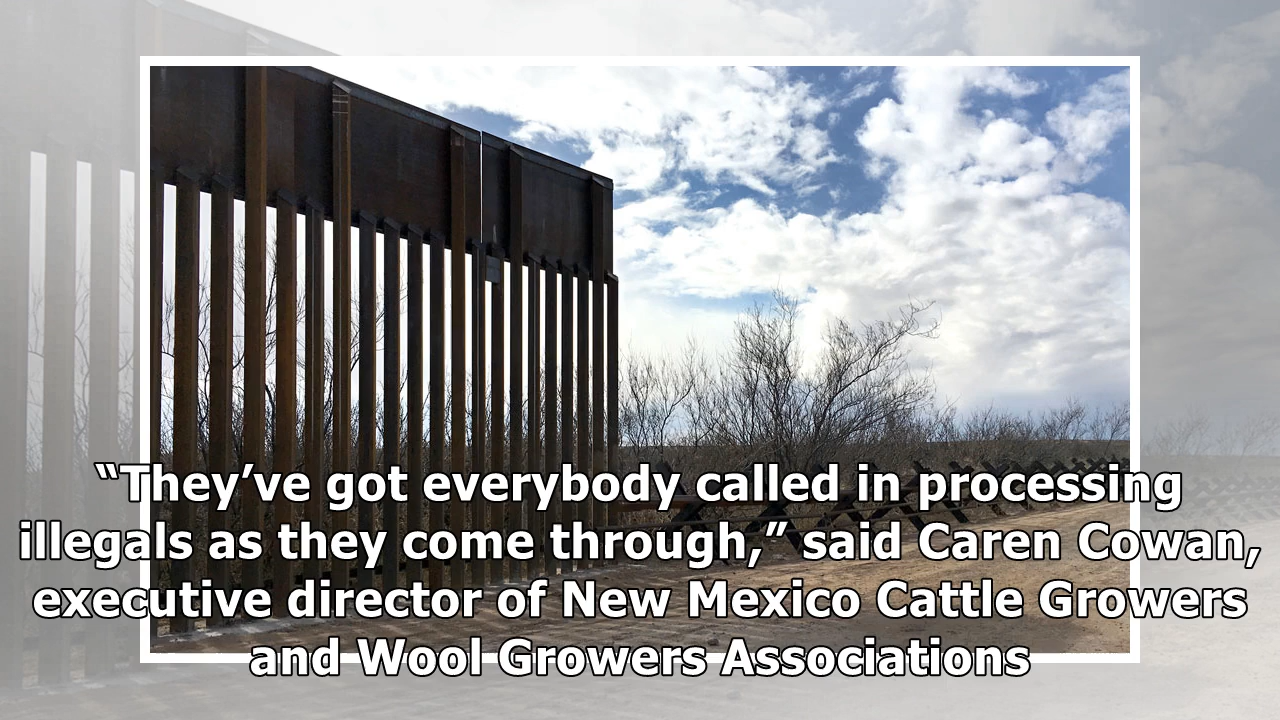 “They’ve got everybody called in processing
illegals as they come through,” said Caren Cowan,
executive director of New Mexico Cattle Growers
and Wool Growers Associations